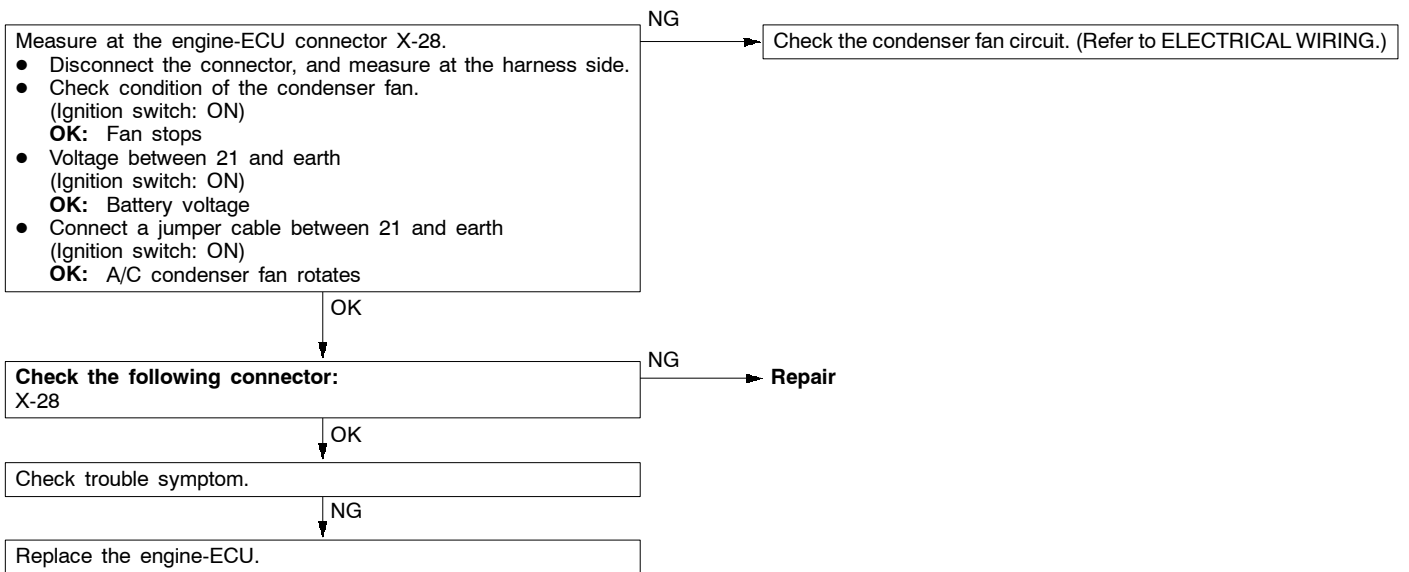 NG
Measure at the engine-ECU connector X-28.
● Disconnect the connector, and measure at the harness side.
● Check condition of the condenser fan.
(Ignition switch: ON)
OK: Fan stops
● Voltage between 21 and earth
(Ignition switch: ON)
OK: Battery voltage
● Connect a jumper cable between 21 and earth
(Ignition switch: ON)
OK: A/C condenser fan rotates
Check the condenser fan circuit. (Refer to ELECTRICAL WIRING.)
OK
NG
Check the following connector:
X-28
Repair
OK
Check trouble symptom.
NG
Replace the engine-ECU.